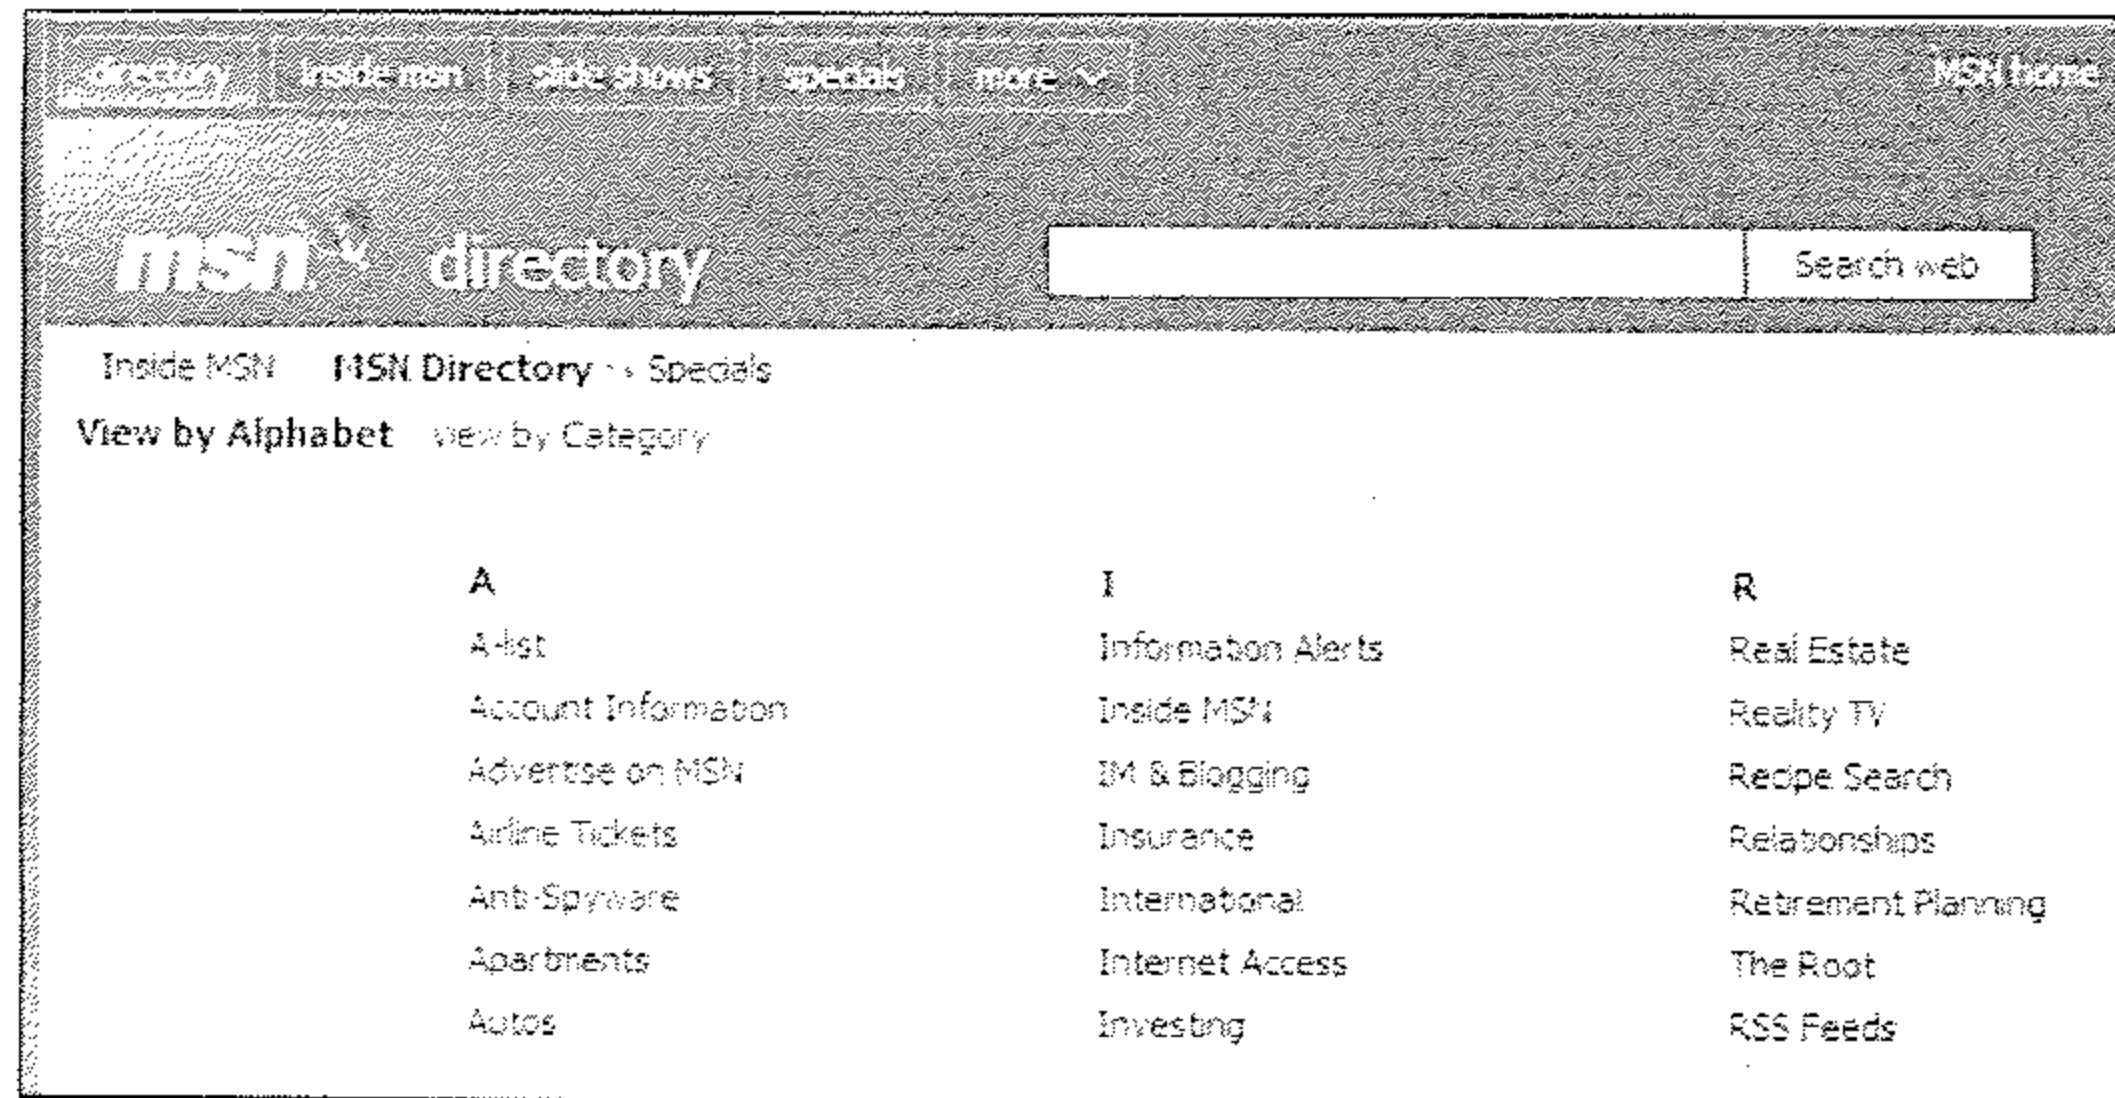 directory inside msn slide shows specials more MSN home
msn directory Search web
Inside MSN MSN Directory Specials
View by Alphabet view by Category
A
A-list
Account Information
Advertise on MSN
Airline Tickets
Anti-Spyware
Apartments
Autos
I
Information Alerts
Inside MSN
IM & Blogging
Insurance
International
Internet Access
Investing
R
Real Estate
Reality TV
Recipe Search
Relationships
Retirement Planning
The Root
RSS Feeds